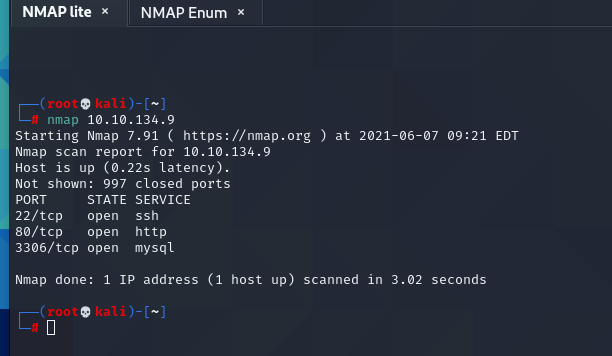 NMAP lite × NMAP Enum ×
┌──(root💀kali)-[~]
└─# nmap 10.10.134.9
Starting Nmap 7.91 ( https://nmap.org ) at 2021-06-07 09:21 EDT
Nmap scan report for 10.10.134.9
Host is up (0.22s latency).
Not shown: 997 closed ports
PORT     STATE SERVICE
22/tcp   open  ssh
80/tcp   open  http
3306/tcp open  mysql
Nmap done: 1 IP address (1 host up) scanned in 3.02 seconds
┌──(root💀kali)-[~]
└─#